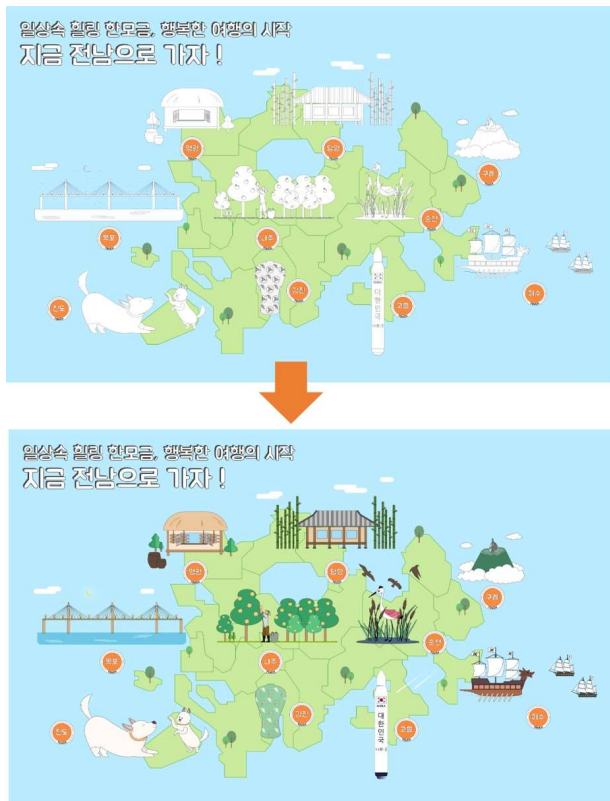 일상속 힐링 한모금, 행복한 여행의 시작
지금 전남으로 가자 !
영광
담양
구례
순천
목포
나주
여수
강진
고흥
진도
대한민국
일상속 힐링 한모금, 행복한 여행의 시작
지금 전남으로 가자 !
영광
담양
구례
순천
목포
나주
여수
강진
고흥
진도
대한민국